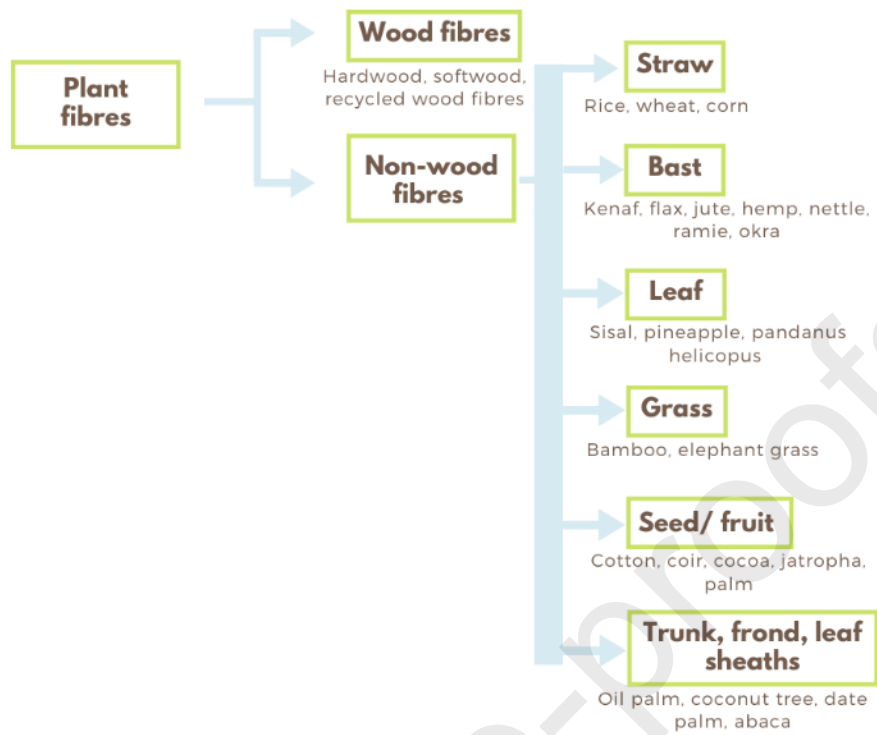 Plant
fibres
Wood fibres
Hardwood, softwood,
recycled wood fibres
Non-wood
fibres
Straw
Rice, wheat, corn
Bast
Kenaf, flax, jute, hemp, nettle,
ramie, okra
Leaf
Sisal, pineapple, pandanus
helicopus
Grass
Bamboo, elephant grass
Seed/ fruit
Cotton, coir, cocoa, jatropha,
palm
Trunk, frond, leaf
sheaths
Oil palm, coconut tree, date
palm, abaca
-proof